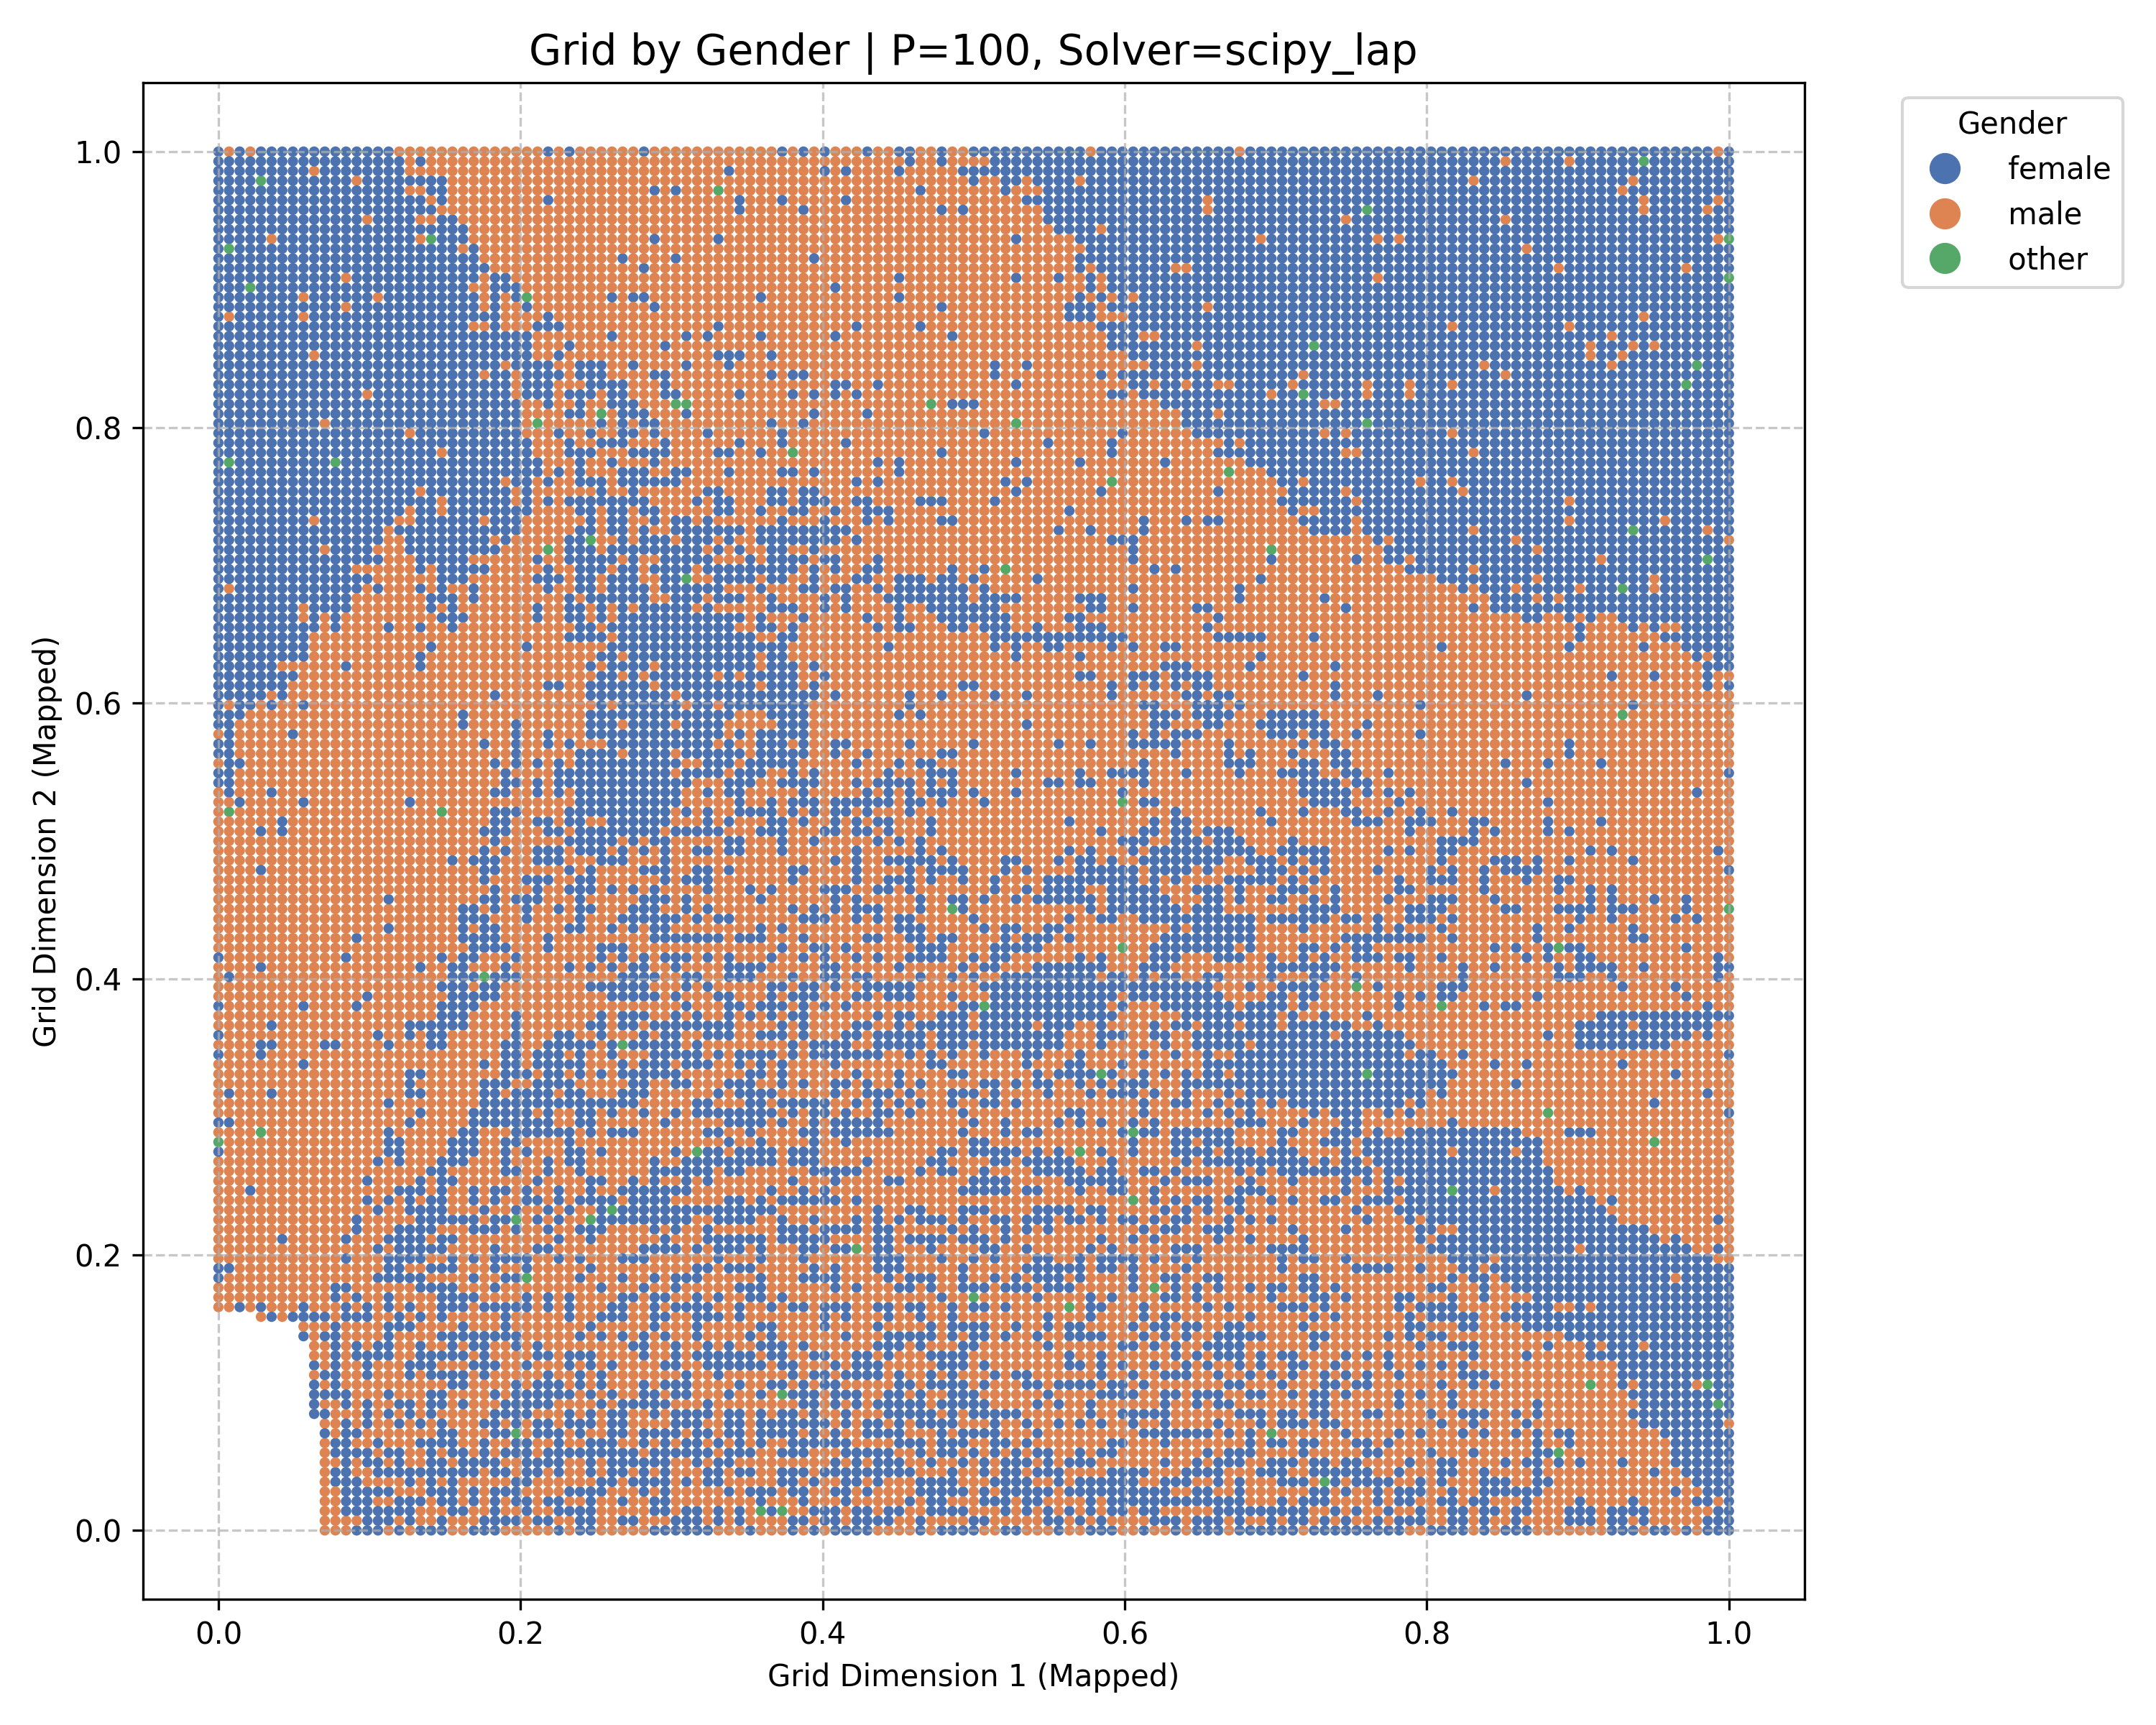 Grid by Gender | P=100, Solver=scipy_lap
Gender
female
male
other
1.0
0.8
0.6
0.4
0.2
0.0
Grid Dimension 2 (Mapped)
0.0 0.2 0.4 0.6 0.8 1.0
Grid Dimension 1 (Mapped)